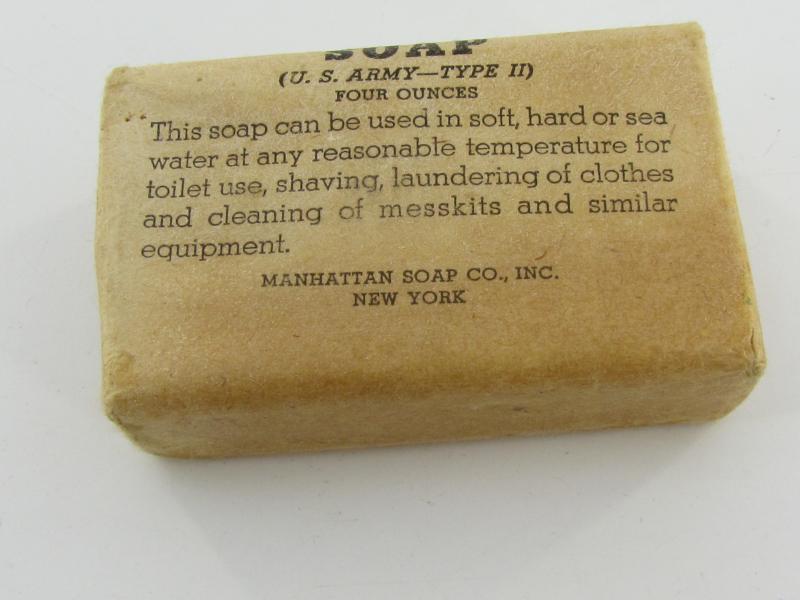 SOAP
(U. S. ARMY—TYPE II)
FOUR OUNCES
This soap can be used in soft, hard or sea
water at any reasonable temperature for
toilet use, shaving, laundering of clothes
and cleaning of messkits and similar
equipment.
MANHATTAN SOAP CO., INC.
NEW YORK